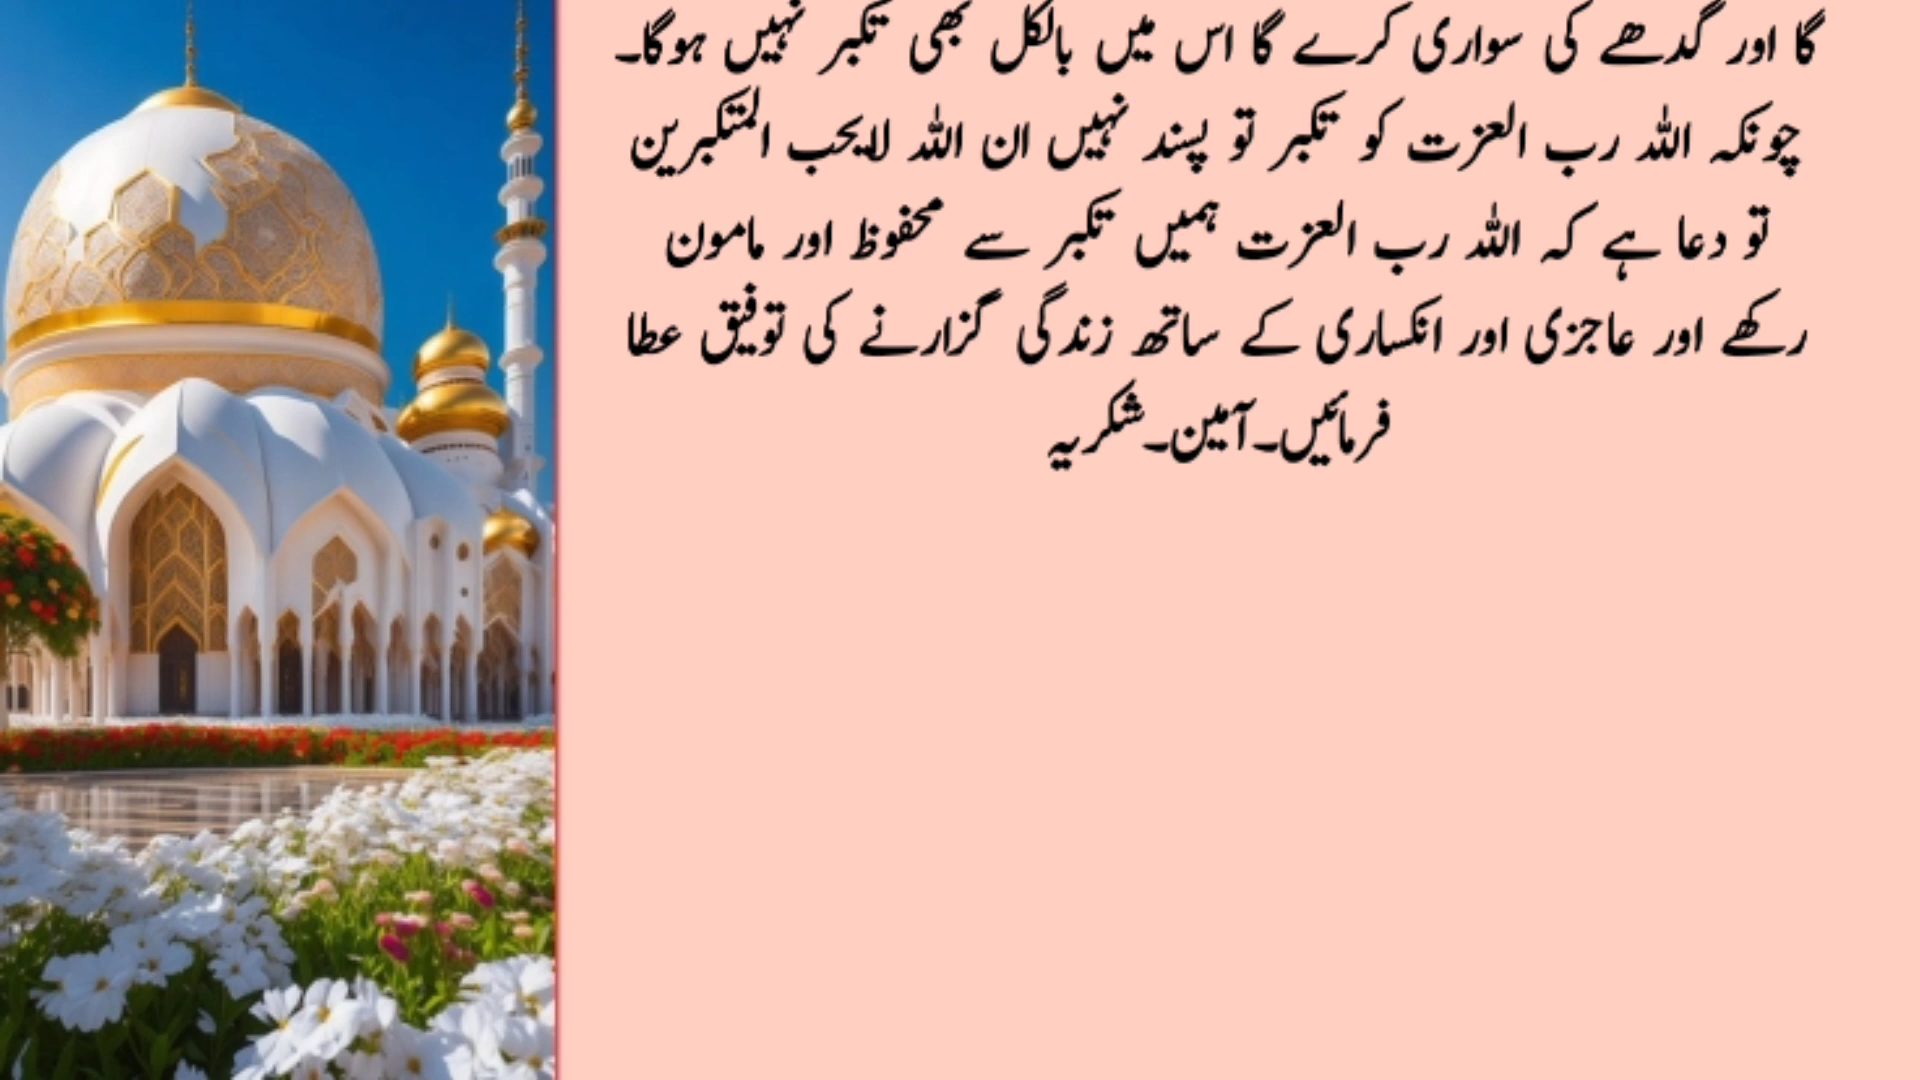 گا اور گدھے کی سواری کرے گا اس میں بالکل بھی تکبر نہیں ہوگا۔
چونکہ اللہ رب العزت کو تکبر تو پسند نہیں ان اللہ لایحب المتکبرین
تو دعا ہے کہ اللہ رب العزت ہمیں تکبر سے محفوظ اور مامون
رکھے اور عاجزی اور انکساری کے ساتھ زندگی گزارنے کی توفیق عطا
فرمائیں۔آمین۔شکریہ